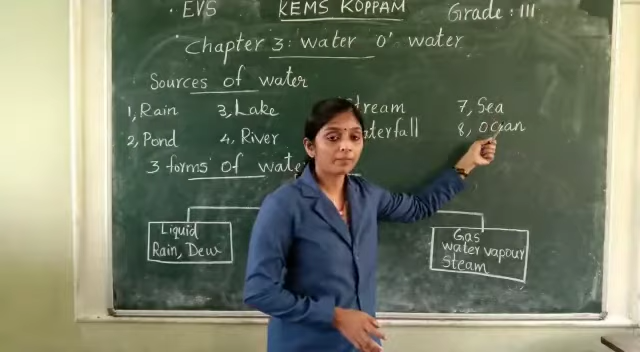 EVS KEMS KOPPAM Grade: III
Chapter 3: Water O' Water
Sources of water
1, Rain 3, Lake 7, Sea
2, Pond 4, River 8, Ocean
3 forms of
Liquid
Rain, Dew
Gas
water vapour
Steam